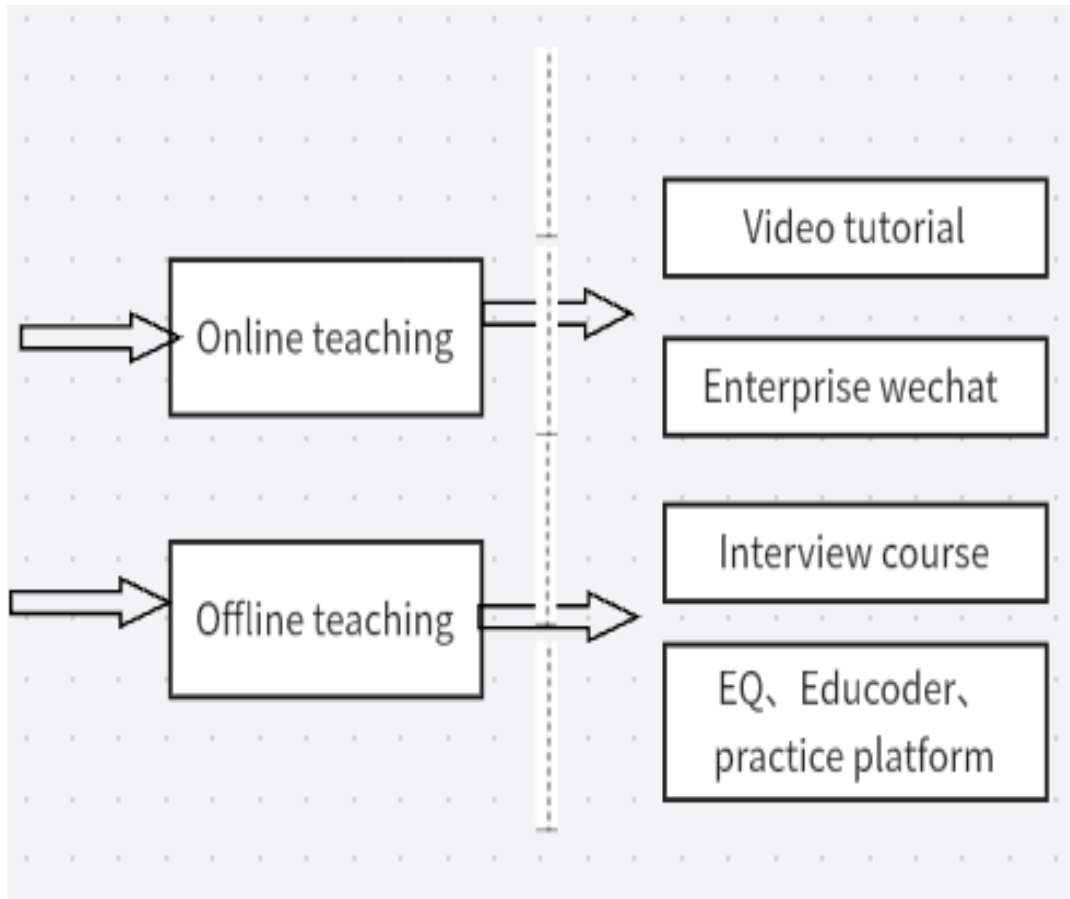 Video tutorial
Online teaching
Enterprise wechat
Interview course
Offline teaching
EQ、Educoder、
practice platform